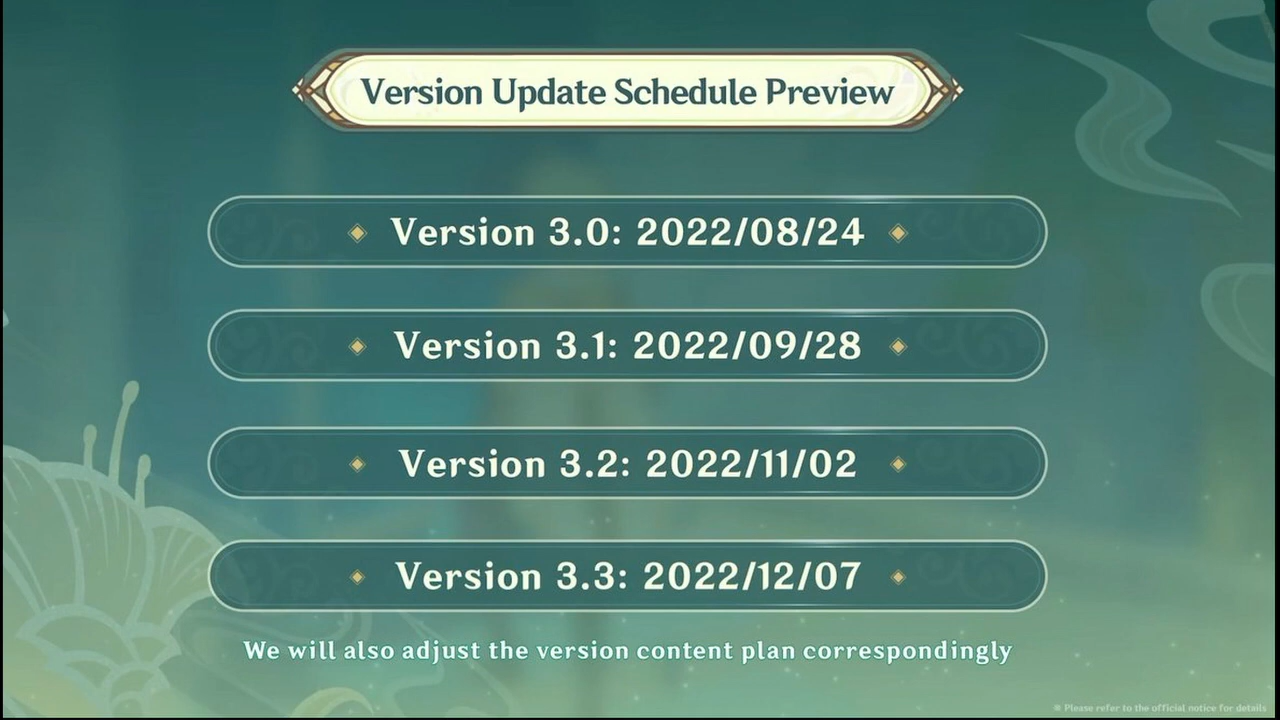 Version Update Schedule Preview
Version 3.0: 2022/08/24
Version 3.1: 2022/09/28
Version 3.2: 2022/11/02
Version 3.3: 2022/12/07
We will also adjust the version content plan correspondingly
※ Please refer to the official notice for details